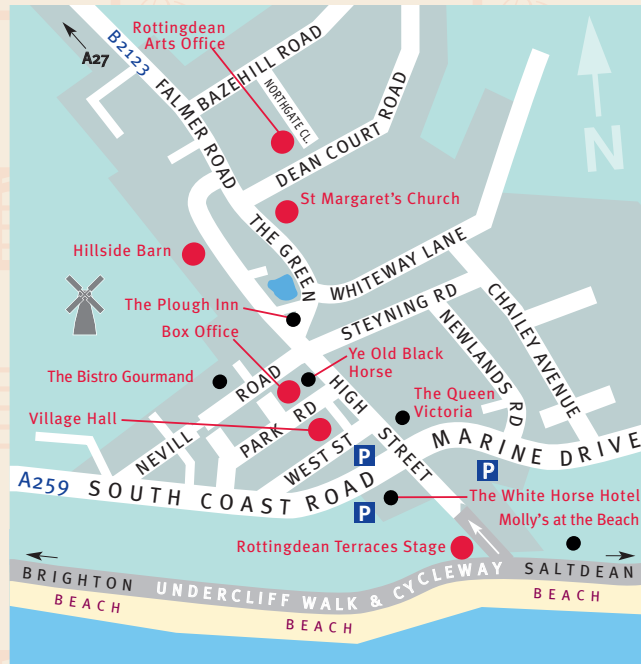 Rottingdean
Arts Office
B2123
A27
BAZEHILL ROAD
NORTHGATE CL.
FALMER ROAD
DEAN COURT ROAD
N
St Margaret's Church
THE GREEN
Hillside Barn
WHITEWAY LANE
The Plough Inn
STEYNING RD
CHAILEY AVENUE
Box Office
NEWLANDS RD
Ye Old Black
Horse
The Bistro Gourmand
NEVILL ROAD
HIGH STREET
The Queen
Victoria
Village Hall
PARK RD
WEST ST
P
MARINE DRIVE
P
A259 SOUTH COAST ROAD
The White Horse Hotel
P
Molly's at the Beach
Rottingdean Terraces Stage
BRIGHTON UNDERCLIFF WALK & CYCLEWAY SALTDEAN
BEACH
BEACH
BEACH